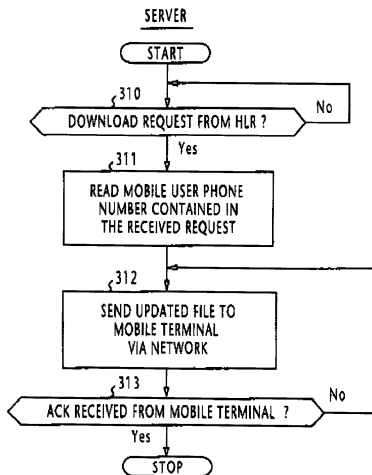 SERVER
START
310
DOWNLOAD REQUEST FROM HLR ?
No
Yes
311
READ MOBILE USER PHONE
NUMBER CONTAINED IN
THE RECEIVED REQUEST
312
SEND UPDATED FILE TO
MOBILE TERMINAL
VIA NETWORK
313
No
ACK RECEIVED FROM MOBILE TERMINAL ?
Yes
STOP